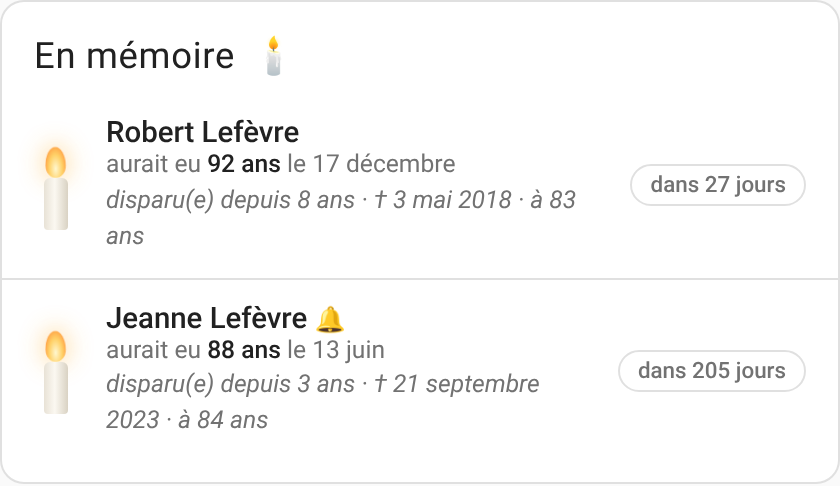 En mémoire 🕯️
Robert Lefèvre
aurait eu 92 ans le 17 décembre
disparu(e) depuis 8 ans · † 3 mai 2018 · à 83
ans
dans 27 jours
Jeanne Lefèvre 🔔
aurait eu 88 ans le 13 juin
disparu(e) depuis 3 ans · † 21 septembre
2023 · à 84 ans
dans 205 jours